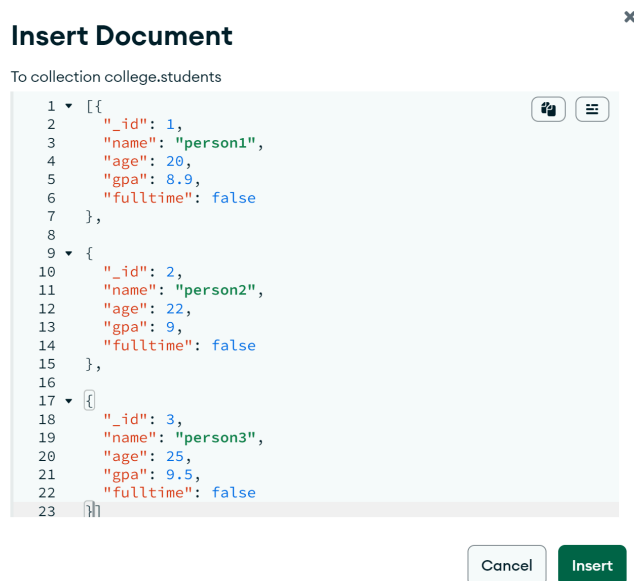 Insert Document
To collection college.students
1 [{
2 "_id": 1,
3 "name": "person1",
4 "age": 20,
5 "gpa": 8.9,
6 "fulltime": false
7 },
8
9 {
10 "_id": 2,
11 "name": "person2",
12 "age": 22,
13 "gpa": 9,
14 "fulltime": false
15 },
16
17 {
18 "_id": 3,
19 "name": "person3",
20 "age": 25,
21 "gpa": 9.5,
22 "fulltime": false
23 }]
Cancel Insert